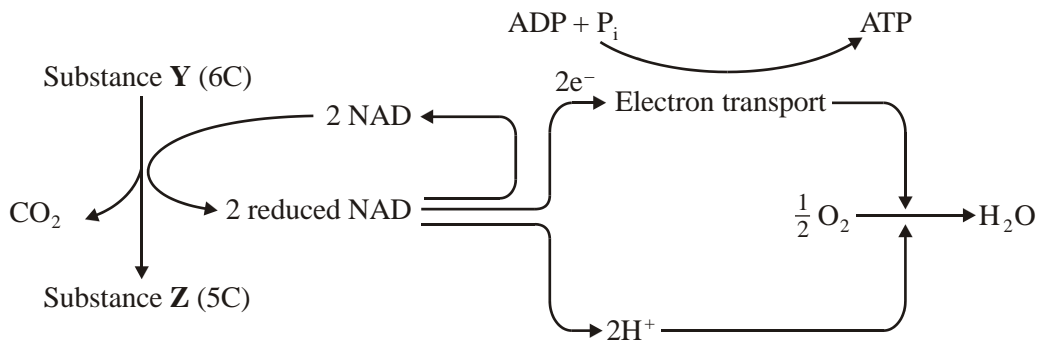 ADP + Pi ATP
Substance Y (6C)
2e⁻
Electron transport
2 NAD
CO₂
2 reduced NAD
½ O₂ H₂O
Substance Z (5C)
2H⁺